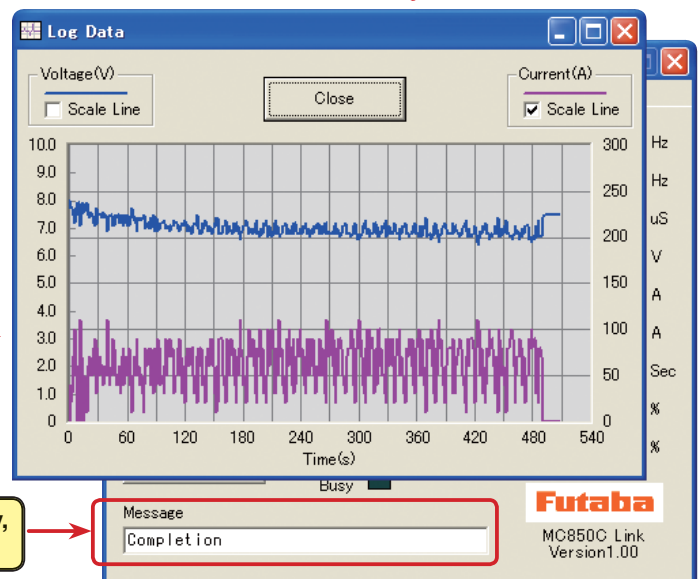 Log Data
Voltage(V)
Scale Line
Close
Current(A)
Scale Line
10.0
9.0
8.0
7.0
6.0
5.0
4.0
3.0
2.0
1.0
0
300
250
200
150
100
50
0
0 60 120 180 240 300 360 420 480 540
Time(s)
Hz
Hz
uS
V
A
A
Sec
%
%
Busy
Message
Completion
Futaba
MC850C Link
Version1.00